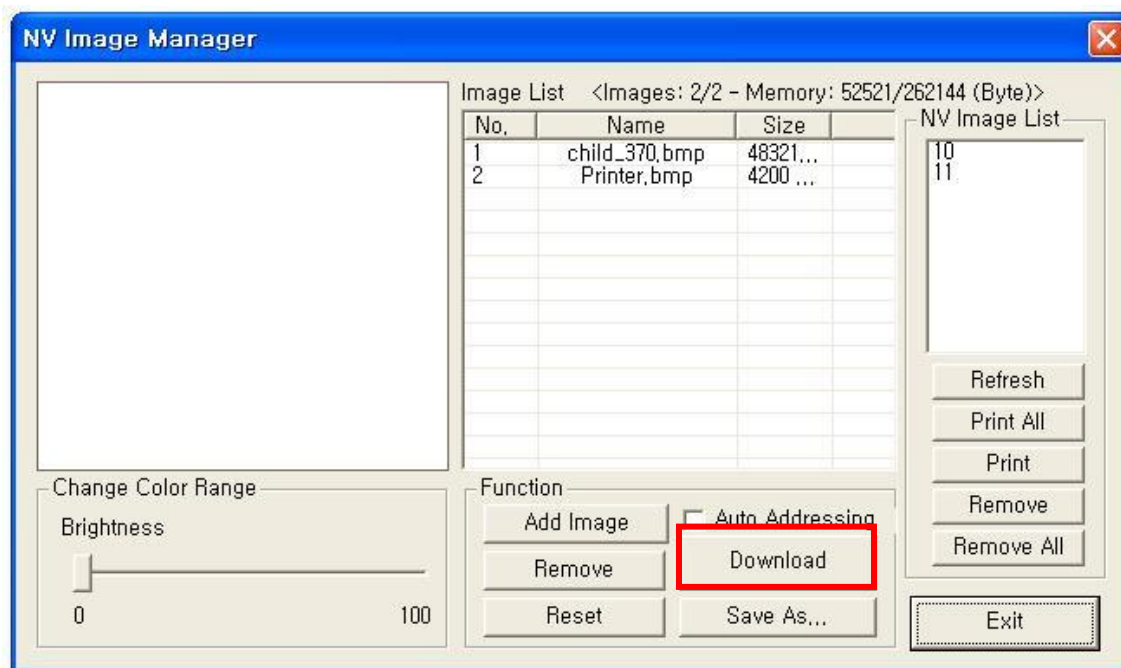 NV Image Manager
Image List <Images: 2/2 - Memory: 52521/262144 (Byte)>
No, Name Size
1 child_370,bmp 48321,,,
2 Printer,bmp 4200 ,,,
NV Image List
10
11
Refresh
Print All
Print
Remove
Remove All
Exit
Change Color Range
Brightness
0 100
Function
Add Image Auto Addressing
Remove Download
Reset Save As,,,